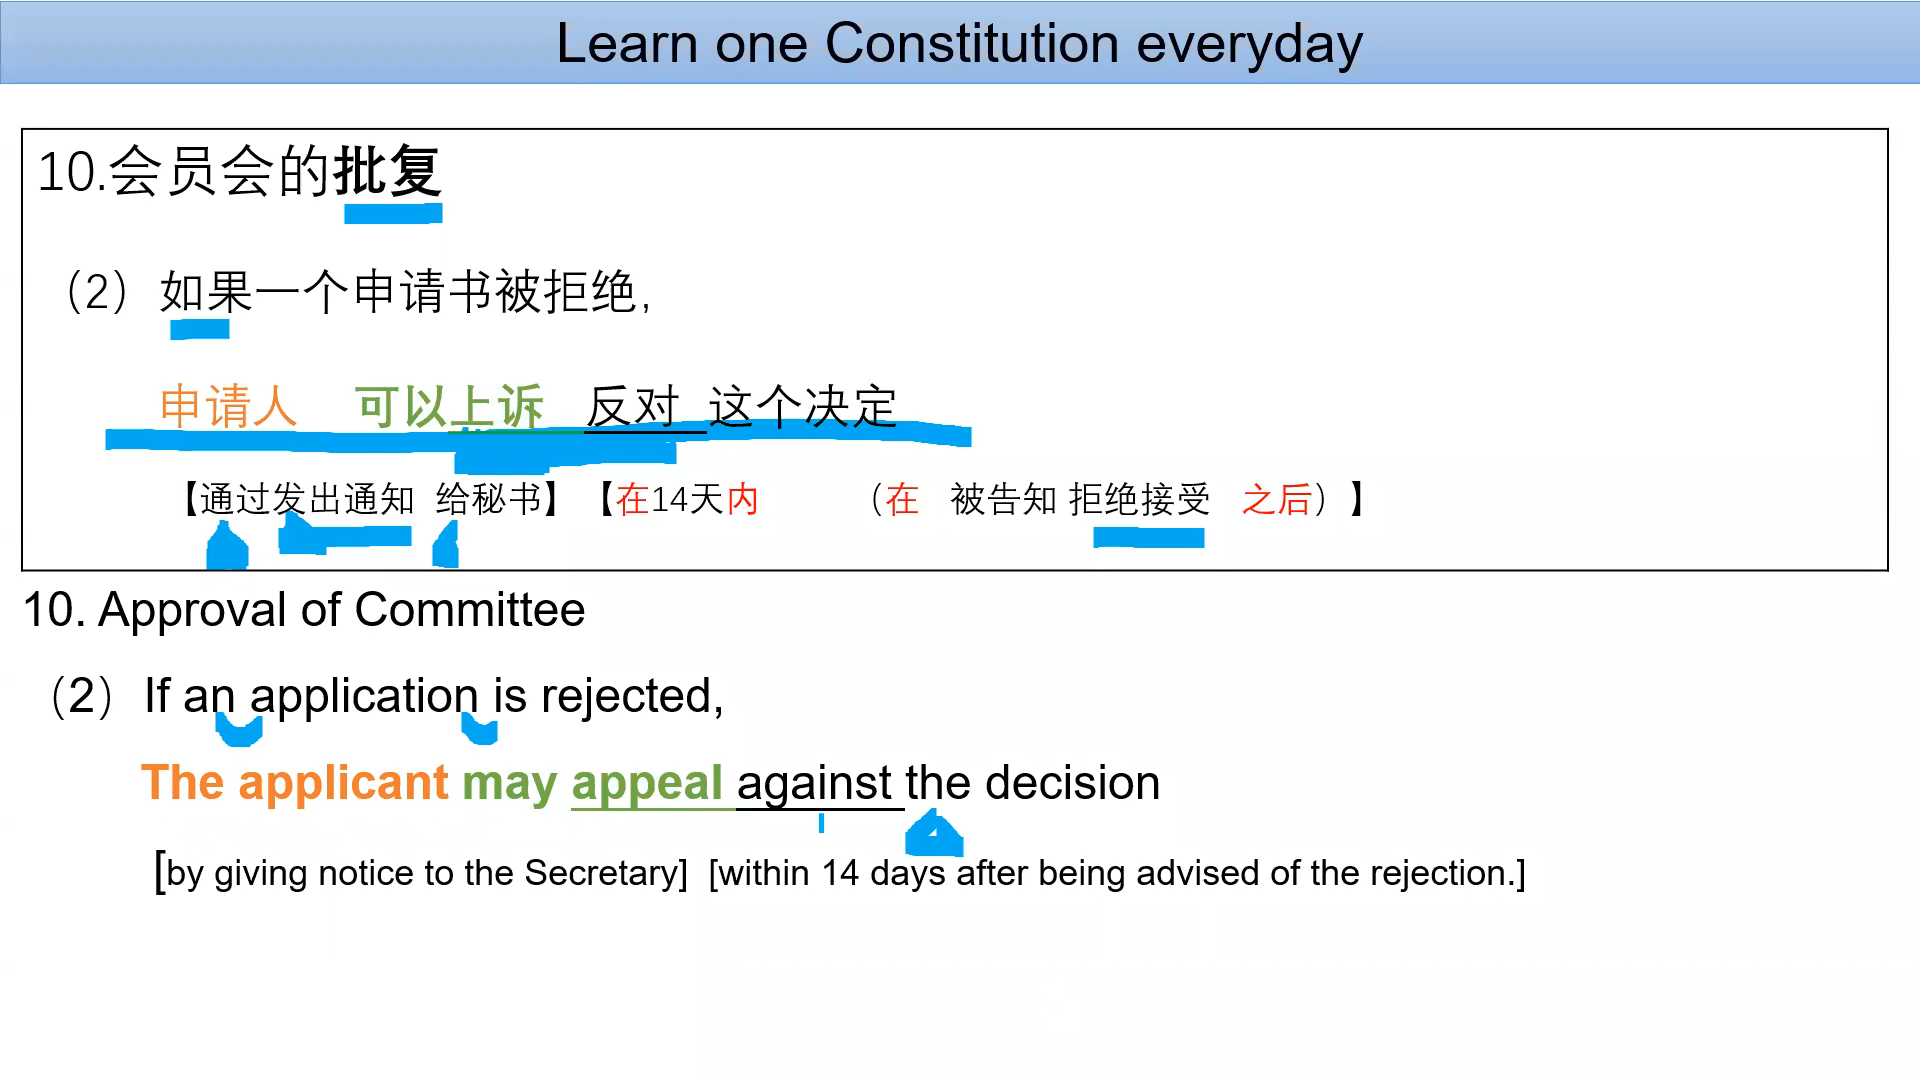 Learn one Constitution everyday
10.会员会的批复
（2）如果一个申请书被拒绝,
申请人 可以上诉 反对 这个决定
【通过发出通知 给秘书】【在14天内 （在 被告知 拒绝接受 之后）】
10. Approval of Committee
（2）If an application is rejected,
The applicant may appeal against the decision
[by giving notice to the Secretary] [within 14 days after being advised of the rejection.]